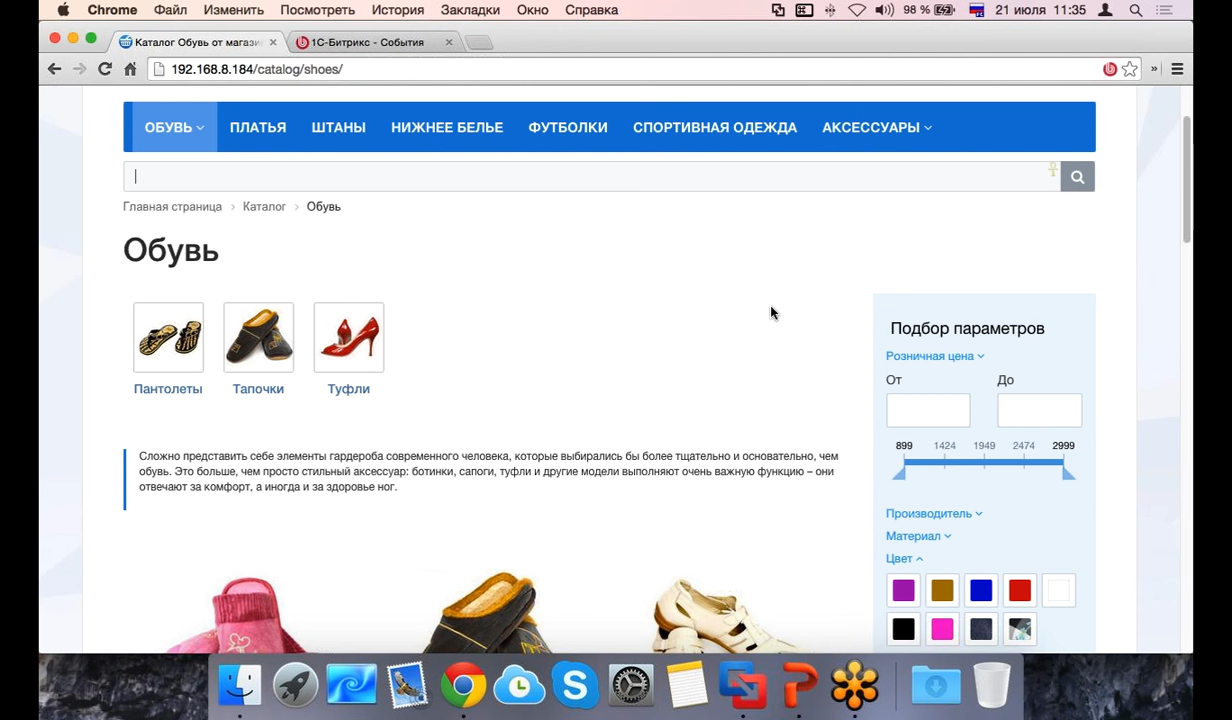 Chrome Файл Изменить Посмотреть История Закладки Окно Справка 98 % 21 июля 11:35
Каталог Обувь от магази 1С-Битрикс - События
192.168.8.184/catalog/shoes/
ОБУВЬ ПЛАТЬЯ ШТАНЫ НИЖНЕЕ БЕЛЬЕ ФУТБОЛКИ СПОРТИВНАЯ ОДЕЖДА АКСЕССУАРЫ
Главная страница > Каталог > Обувь
Обувь
Пантолеты Тапочки Туфли
Сложно представить себе элементы гардероба современного человека, которые выбирались бы более тщательно и основательно, чем
обувь. Это больше, чем просто стильный аксессуар: ботинки, сапоги, туфли и другие модели выполняют очень важную функцию – они
отвечают за комфорт, а иногда и за здоровье ног.
Подбор параметров
Розничная цена
От До
899 1424 1949 2474 2999
Производитель
Материал
Цвет